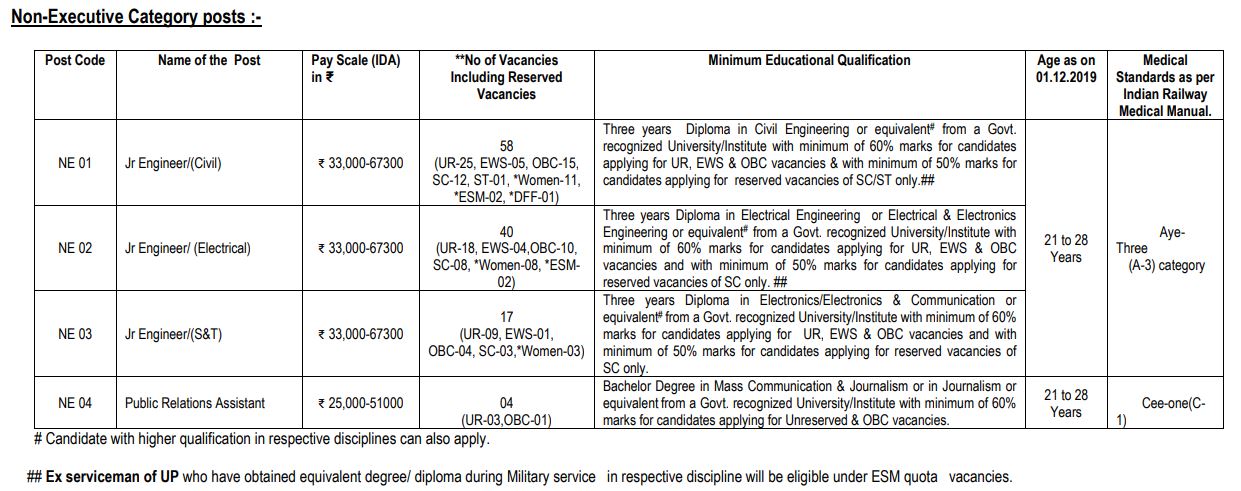 Non-Executive Category posts :-
Post Code
Name of the Post
Pay Scale (IDA)
in ₹
**No of Vacancies
Including Reserved
Vacancies
Minimum Educational Qualification
Age as on
01.12.2019
Medical
Standards as per
Indian Railway
Medical Manual.
NE 01
Jr Engineer/(Civil)
₹ 33,000-67300
58
(UR-25, EWS-05, OBC-15,
SC-12, ST-01, *Women-11,
*ESM-02, *DFF-01)
Three years Diploma in Civil Engineering or equivalent# from a Govt.
recognized University/Institute with minimum of 60% marks for candidates
applying for UR, EWS & OBC vacancies & with minimum of 50% marks for
candidates applying for reserved vacancies of SC/ST only.##
NE 02
Jr Engineer/ (Electrical)
₹ 33,000-67300
40
(UR-18, EWS-04,OBC-10,
SC-08, *Women-08, *ESM-
02)
Three years Diploma in Electrical Engineering or Electrical & Electronics
Engineering or equivalent# from a Govt. recognized University/Institute with
minimum of 60% marks for candidates applying for UR, EWS & OBC
vacancies and with minimum of 50% marks for candidates applying for
reserved vacancies of SC only. ##
21 to 28
Years
Aye-
Three
(A-3) category
NE 03
Jr Engineer/(S&T)
₹ 33,000-67300
17
(UR-09, EWS-01,
OBC-04, SC-03,*Women-03)
Three years Diploma in Electronics/Electronics & Communication or
equivalent# from a Govt. recognized University/Institute with minimum of 60%
marks for candidates applying for UR, EWS & OBC vacancies and with
minimum of 50% marks for candidates applying for reserved vacancies of
SC only.
NE 04
Public Relations Assistant
₹ 25,000-51000
04
(UR-03,OBC-01)
Bachelor Degree in Mass Communication & Journalism or in Journalism or
equivalent from a Govt. recognized University/Institute with minimum of 60%
marks for candidates applying for Unreserved & OBC vacancies.
21 to 28
Years
Cee-one(C-
1)
# Candidate with higher qualification in respective disciplines can also apply.
## Ex serviceman of UP who have obtained equivalent degree/ diploma during Military service in respective discipline will be eligible under ESM quota vacancies.